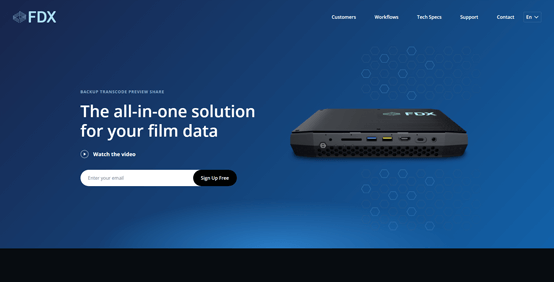 FDX
Customers
Workflows
Tech Specs
Support
Contact
En
BACKUP TRANSCODE PREVIEW SHARE
The all-in-one solution
for your film data
Watch the video
Enter your email
Sign Up Free
FDX